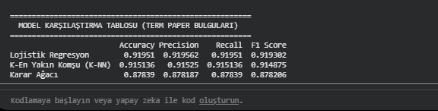 ==================================================
MODEL KARŞILAŞTIRMA TABLOSU (TERM PAPER BULGULARI)
==================================================
Accuracy Precision Recall F1 Score
Lojistik Regresyon 0.91951 0.919562 0.91951 0.919302
K-En Yakın Komşu (K-NN) 0.915136 0.91525 0.915136 0.914875
Karar Ağacı 0.87839 0.878187 0.87839 0.878206
Kodlamaya başlayın veya yapay zeka ile kod oluşturun.